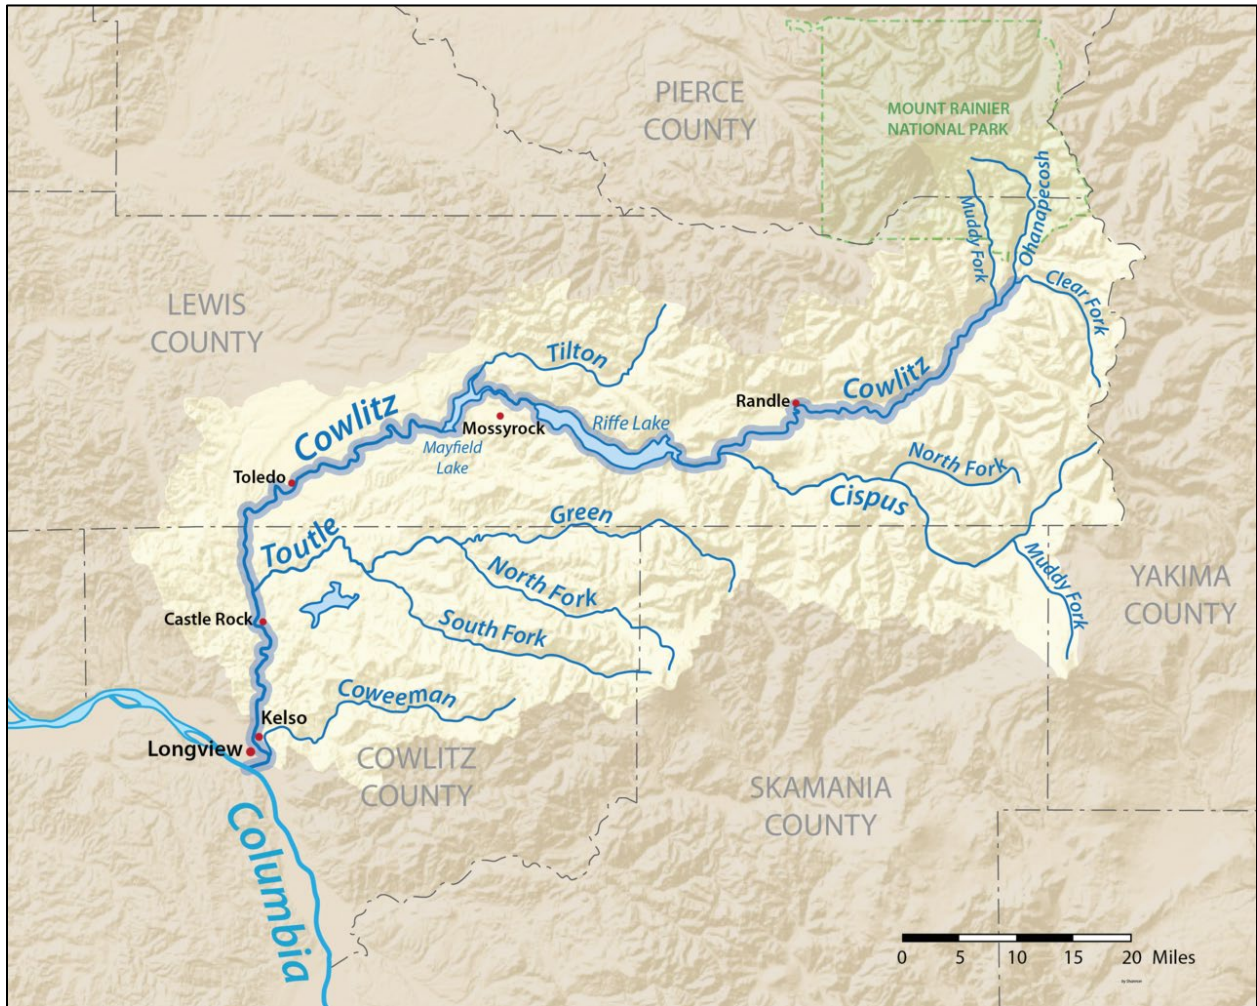 PIERCE
COUNTY
MOUNT RAINIER
NATIONAL PARK
Muddy Fork
Ohanapecosh
Clear Fork
LEWIS
COUNTY
Tilton
Cowlitz
Randle
Cowlitz
Mossyrock
Riffe Lake
Mayfield
Lake
Toledo
North Fork
Cispus
Green
Toutle
Muddy Fork
YAKIMA
COUNTY
North Fork
South Fork
Castle Rock
Coweeman
Kelso
Longview
COWLITZ
COUNTY
SKAMANIA
COUNTY
Columbia
0 5 10 15 20 Miles